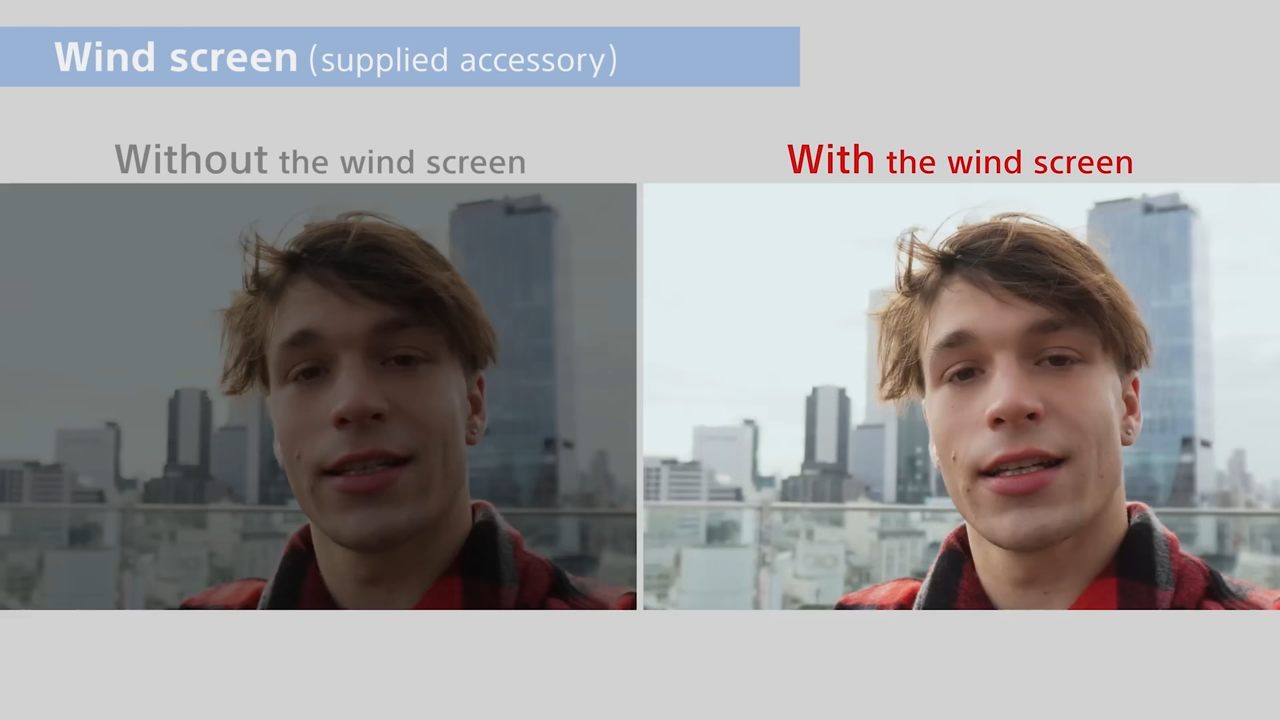 Wind screen (supplied accessory)
Without the wind screen
With the wind screen